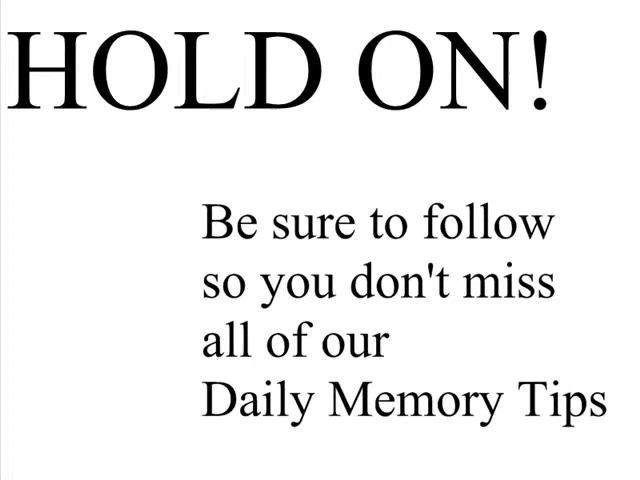 HOLD ON!
Be sure to follow
so you don't miss
all of our
Daily Memory Tips